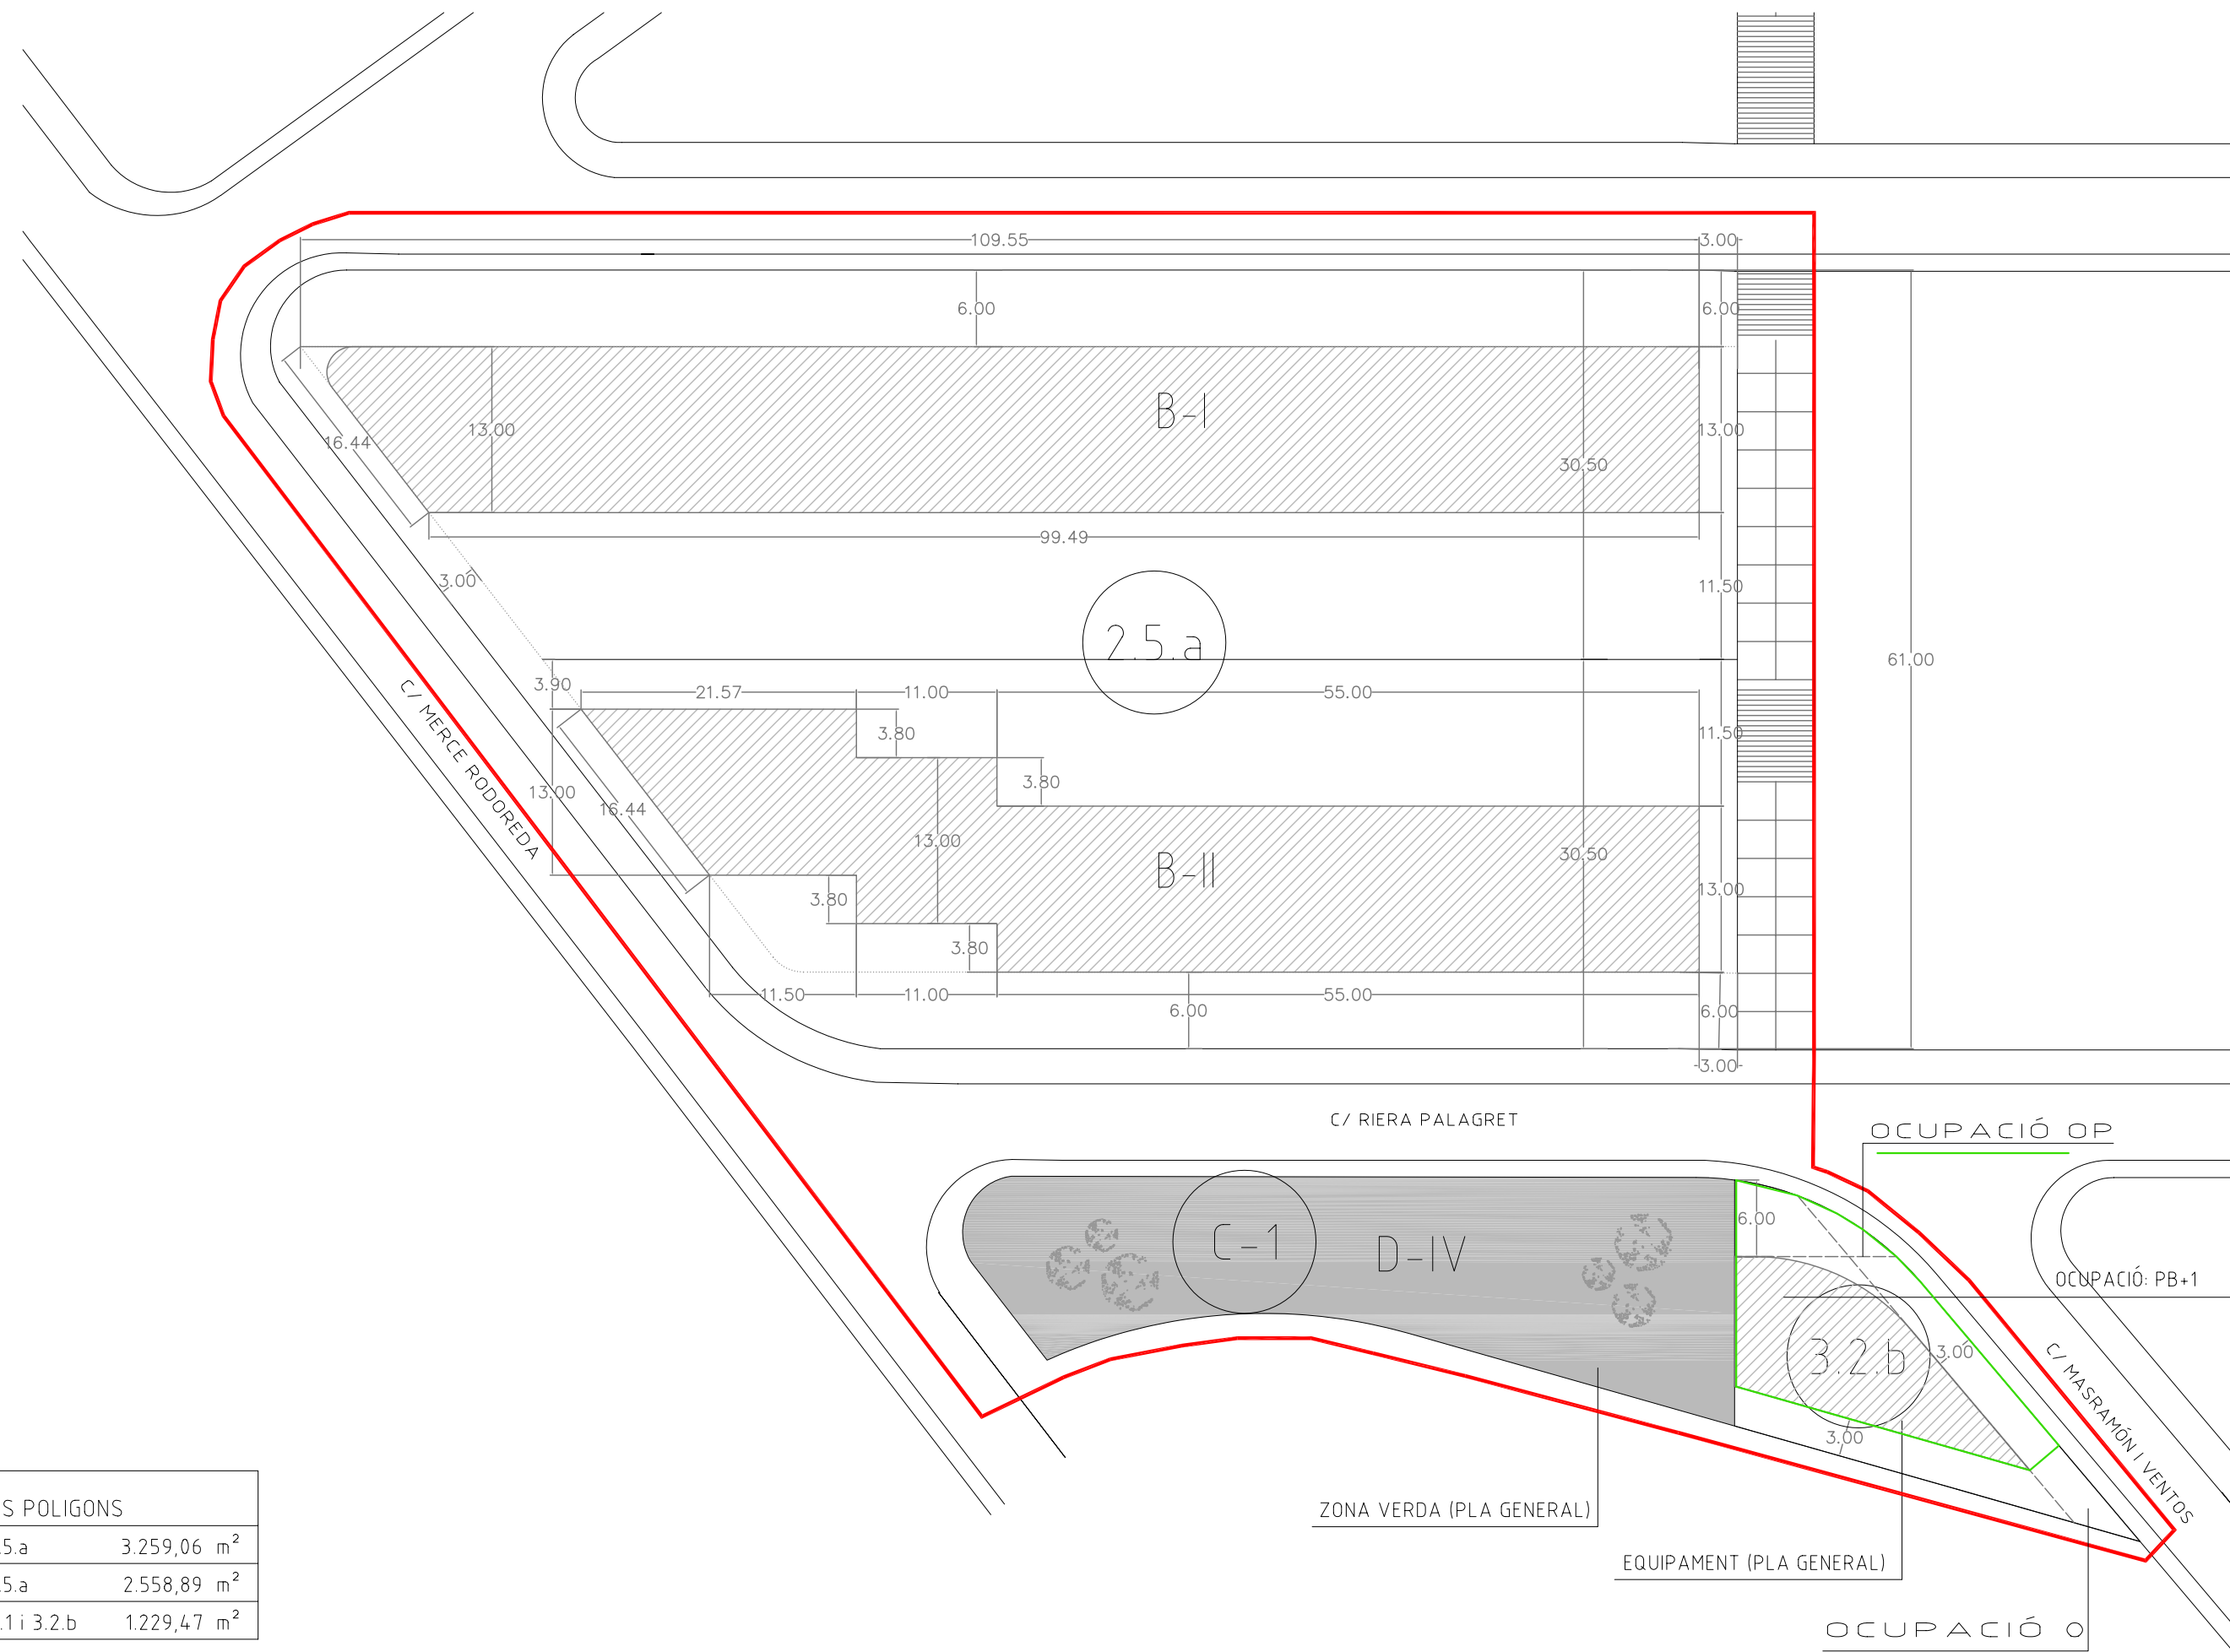 109.55
3.00
6.00
6.00
B-I
16.44
13.00
13.00
30.50
99.49
3.00
11.50
2.5.a
61.00
3.90
21.57
11.00
55.00
3.80
11.50
C/ MERCE RODOREDA
3.80
13.00
16.44
13.00
30.50
B-II
13.00
3.80
3.80
11.50
11.00
55.00
6.00
6.00
3.00
C/ RIERA PALAGRET
OCUPACIÓ OP
6.00
C-1
D-IV
OCUPACIÓ: PB+1
3.2.b
3.00
C/ MASRAMÓN I VENTOS
3.00
ZONA VERDA (PLA GENERAL)
EQUIPAMENT (PLA GENERAL)
OCUPACIÓ O
S POLIGONS
.5.a 3.259,06 m²
.5.a 2.558,89 m²
.1 i 3.2.b 1.229,47 m²